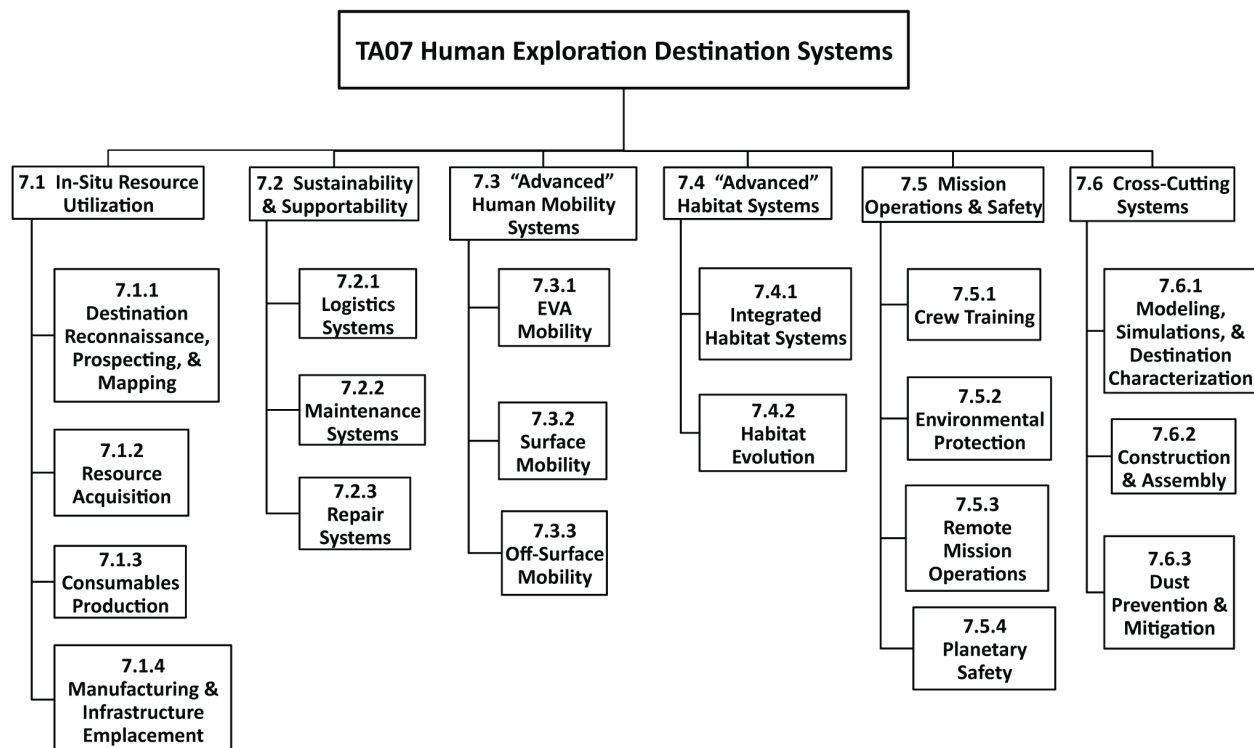 TA07 Human Exploration Destination Systems
7.1 In-Situ Resource
Utilization
7.1.1
Destination
Reconnaissance,
Prospecting, &
Mapping
7.1.2
Resource
Acquisition
7.1.3
Consumables
Production
7.1.4
Manufacturing &
Infrastructure
Emplacement
7.2 Sustainability
& Supportability
7.2.1
Logistics
Systems
7.2.2
Maintenance
Systems
7.2.3
Repair
Systems
7.3 “Advanced”
Human Mobility
Systems
7.3.1
EVA
Mobility
7.3.2
Surface
Mobility
7.3.3
Off-Surface
Mobility
7.4 “Advanced”
Habitat Systems
7.4.1
Integrated
Habitat Systems
7.4.2
Habitat
Evolution
7.5 Mission
Operations & Safety
7.5.1
Crew Training
7.5.2
Environmental
Protection
7.5.3
Remote
Mission
Operations
7.5.4
Planetary
Safety
7.6 Cross-Cutting
Systems
7.6.1
Modeling,
Simulations, &
Destination
Characterization
7.6.2
Construction
& Assembly
7.6.3
Dust
Prevention &
Mitigation